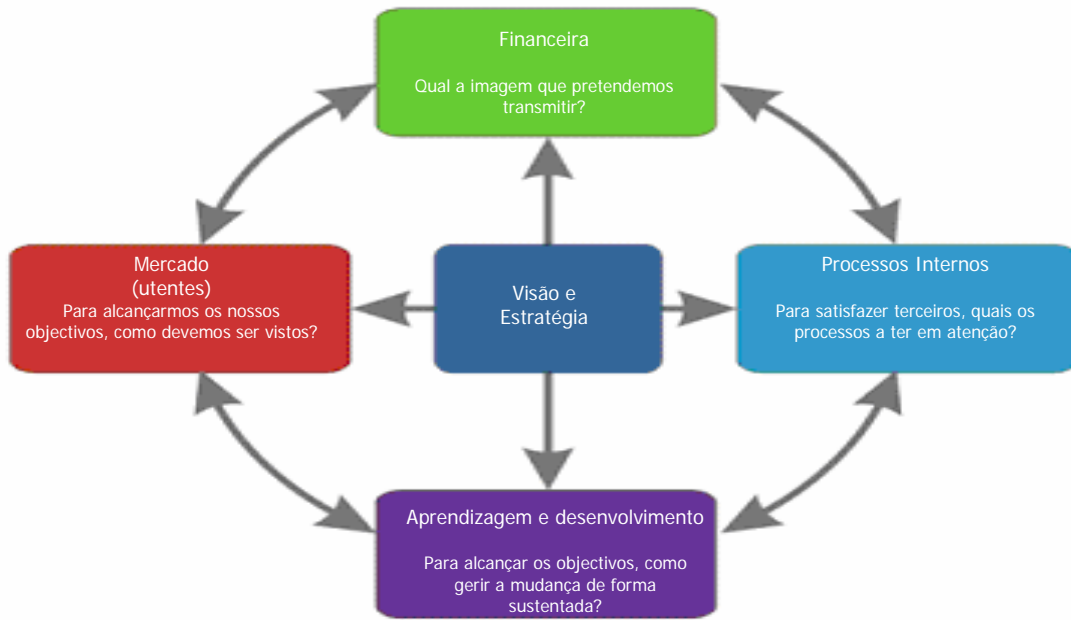 Financeira
Qual a imagem que pretendemos
transmitir?
Mercado
(utentes)
Para alcançarmos os nossos
objectivos, como devemos ser vistos?
Visão e
Estratégia
Processos Internos
Para satisfazer terceiros, quais os
processos a ter em atenção?
Aprendizagem e desenvolvimento
Para alcançar os objectivos, como
gerir a mudança de forma
sustentada?